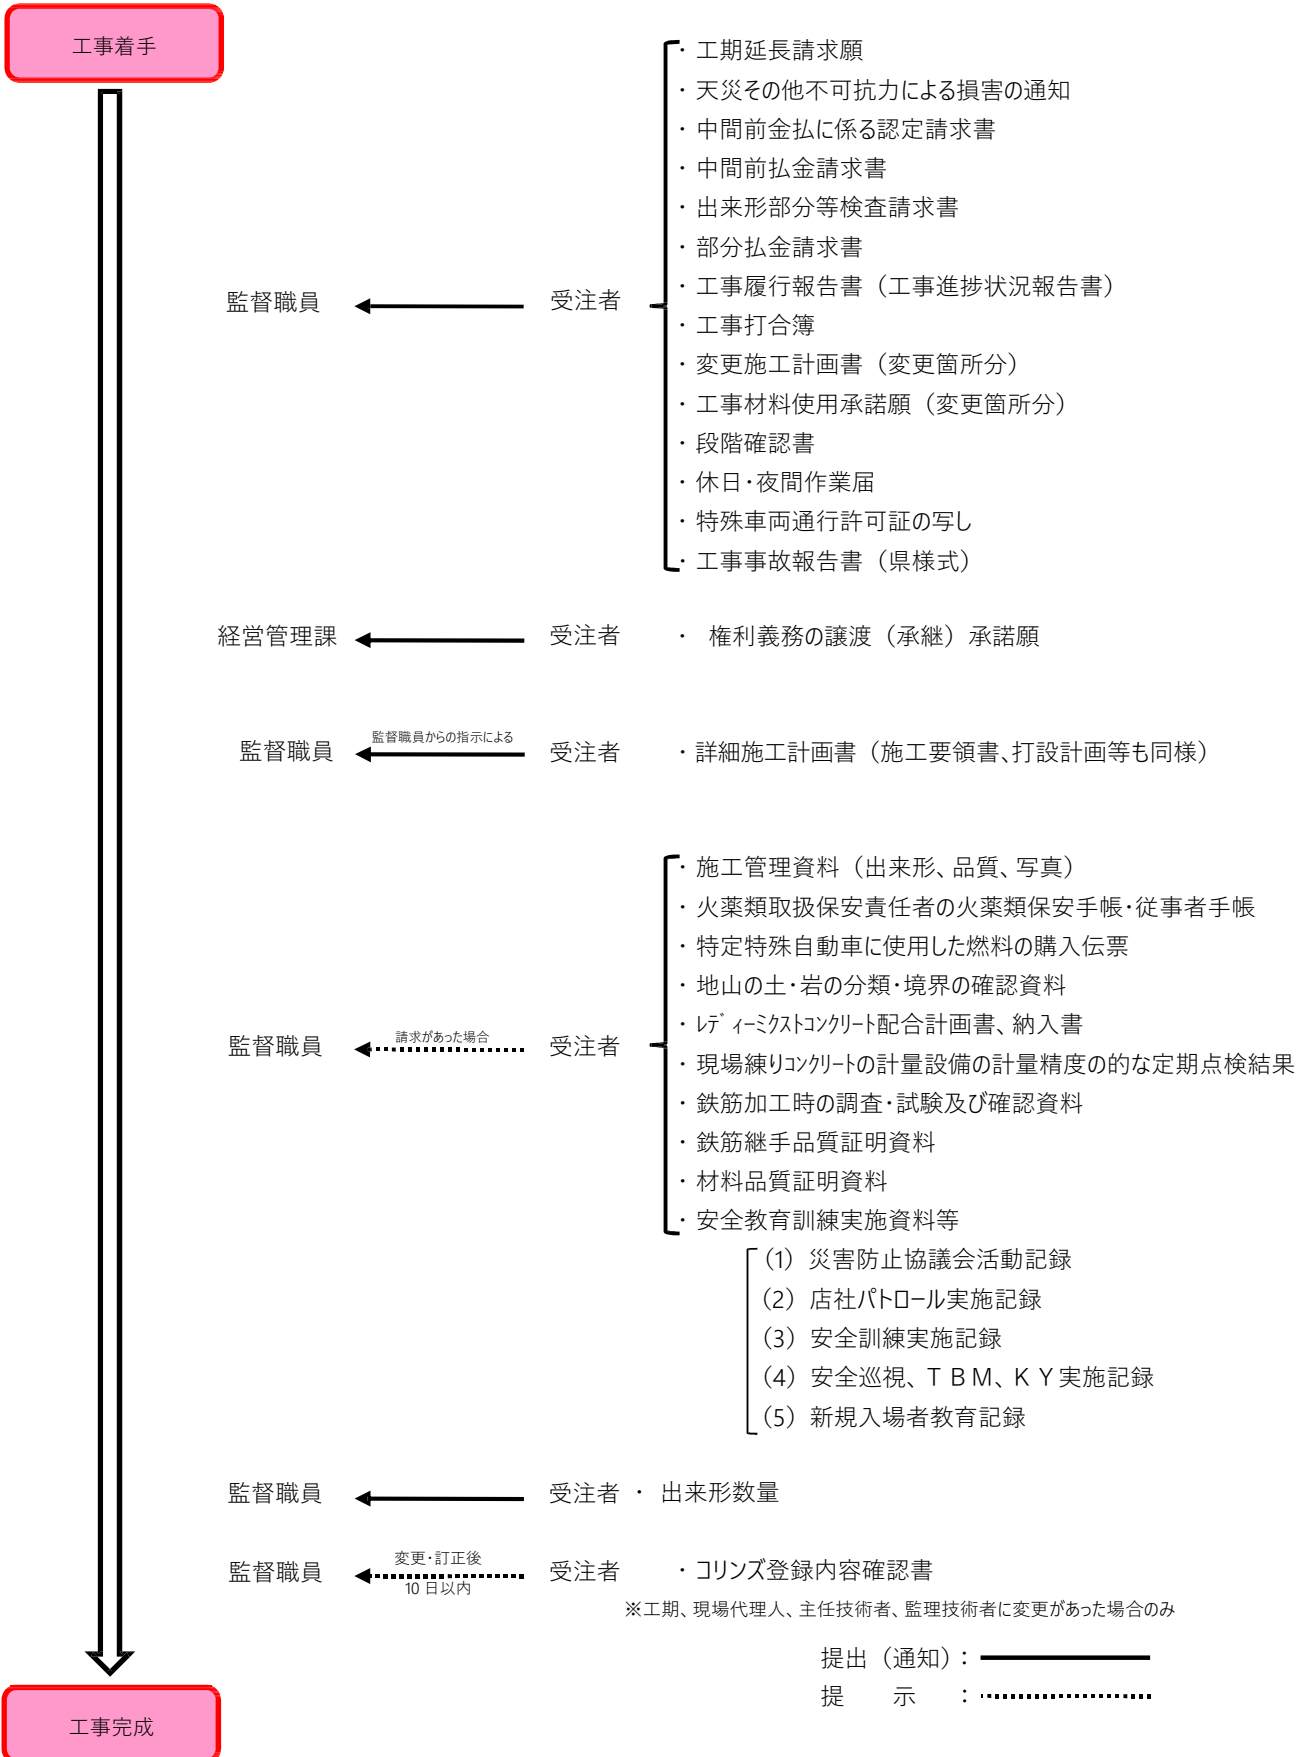 工事着手
・ 工期延長請求願
・ 天災その他不可抗力による損害の通知
・ 中間前金払に係る認定請求書
・ 中間前払金請求書
・ 出来形部分等検査請求書
・ 部分払金請求書
監督職員 受注者 ・ 工事履行報告書（工事進捗状況報告書）
・ 工事打合簿
・ 変更施工計画書（変更箇所分）
・ 工事材料使用承諾願（変更箇所分）
・ 段階確認書
・ 休日・夜間作業届
・ 特殊車両通行許可証の写し
・ 工事事故報告書（県様式）
経営管理課 受注者 ・ 権利義務の譲渡（承継）承諾願
監督職員からの指示による
監督職員 受注者 ・ 詳細施工計画書（施工要領書、打設計画等も同様）
・ 施工管理資料（出来形、品質、写真）
・ 火薬類取扱保安責任者の火薬類保安手帳・従事者手帳
・ 特定特殊自動車に使用した燃料の購入伝票
・ 地山の土・岩の分類・境界の確認資料
・ ﾚﾃﾞｨｰﾐｸｽﾄｺﾝｸﾘｰﾄ配合計画書、納入書
請求があった場合
監督職員 受注者
・ 現場練りｺﾝｸﾘｰﾄの計量設備の計量精度の的な定期点検結果
・ 鉄筋加工時の調査・試験及び確認資料
・ 鉄筋継手品質証明資料
・ 材料品質証明資料
・ 安全教育訓練実施資料等
（1）災害防止協議会活動記録
（2）店社パトロール実施記録
（3）安全訓練実施記録
（4）安全巡視、ＴＢＭ、ＫＹ実施記録
（5）新規入場者教育記録
監督職員 受注者 ・ 出来形数量
変更・訂正後
監督職員 受注者 ・ コリンズ登録内容確認書
10 日以内
※工期、現場代理人、主任技術者、監理技術者に変更があった場合のみ
提出（通知）：
提　　示　：
工事完成